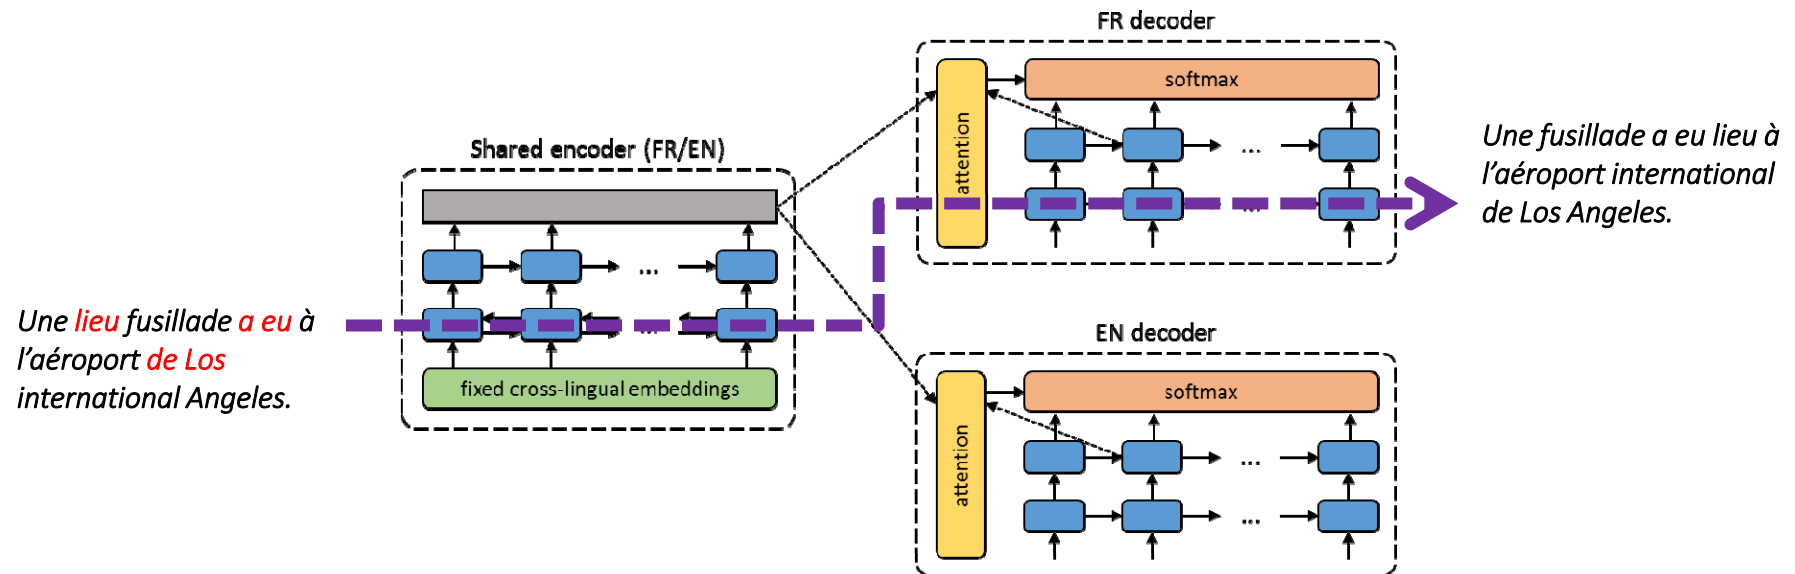 FR decoder
softmax
attention
Une fusillade a eu lieu à
l’aéroport international
de Los Angeles.
Shared encoder (FR/EN)
...
...
...
...
Une lieu fusillade a eu à
l’aéroport de Los
international Angeles.
fixed cross-lingual embeddings
EN decoder
softmax
attention
...
...